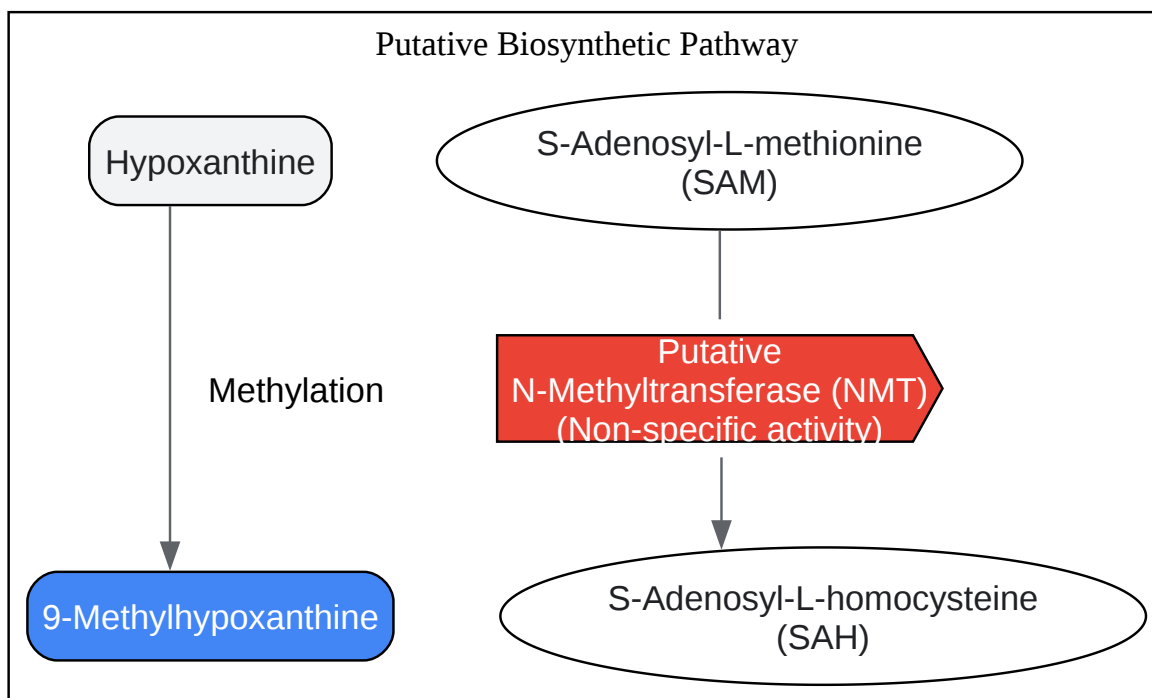 Putative Biosynthetic Pathway
Hypoxanthine
S-Adenosyl-L-methionine
(SAM)
Methylation
Putative
N-Methyltransferase (NMT)
(Non-specific activity)
9-Methylhypoxanthine
S-Adenosyl-L-homocysteine
(SAH)